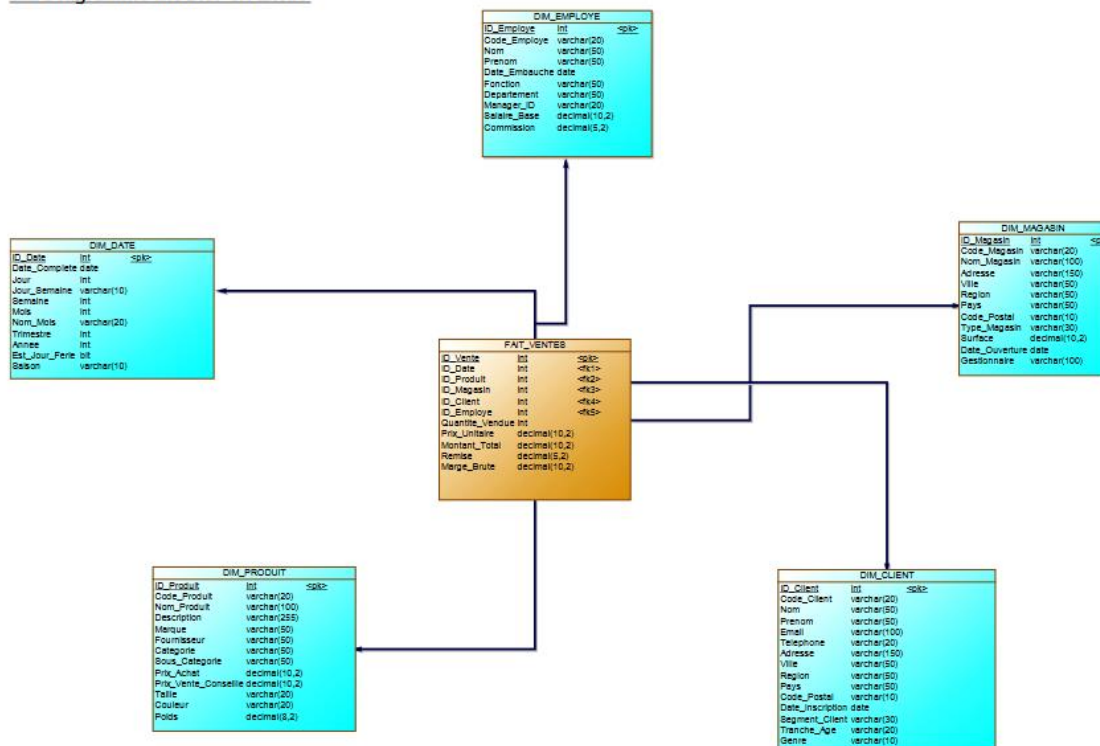 DIM_EMPLOYE
ID_Employe int <pk>
Code_Employe varchar(20)
Nom varchar(50)
Prenom varchar(50)
Date_Embauche date
Fonction varchar(50)
Departement varchar(50)
Manager_ID varchar(20)
Salaire_Base decimal(10,2)
Commission decimal(5,2)
DIM_DATE
ID_Date int <pk>
Date_Complete date
Jour int
Jour_Semaine varchar(10)
Semaine int
Mois int
Nom_Mois varchar(20)
Trimestre int
Annee int
Est_Jour_Ferie bit
Saison varchar(10)
DIM_MAGASIN
ID_Magasin int
Code_Magasin varchar(20)
Nom_Magasin varchar(100)
Adresse varchar(150)
Ville varchar(50)
Region varchar(50)
Pays varchar(50)
Code_Postal varchar(10)
Type_Magasin varchar(30)
Surface decimal(10,2)
Date_Ouverture date
Gestionnaire varchar(100)
FAIT_VENTES
ID_Vente int <pk>
ID_Date int <fk1>
ID_Produit int <fk2>
ID_Magasin int <fk3>
ID_Client int <fk4>
ID_Employe int <fk5>
Quantite_Vendue int
Prix_Unitaire decimal(10,2)
Montant_Total decimal(10,2)
Remise decimal(5,2)
Marge_Brute decimal(10,2)
DIM_PRODUIT
ID_Produit int <pk>
Code_Produit varchar(20)
Nom_Produit varchar(100)
Description varchar(255)
Marque varchar(50)
Fournisseur varchar(50)
Categorie varchar(50)
Sous_Categorie varchar(50)
Prix_Achat decimal(10,2)
Prix_Vente_Conseille decimal(10,2)
Taille varchar(20)
Couleur varchar(20)
Poids decimal(8,2)
DIM_CLIENT
ID_Client int <pk>
Code_Client varchar(20)
Nom varchar(50)
Prenom varchar(50)
Email varchar(100)
Telephone varchar(20)
Adresse varchar(150)
Ville varchar(50)
Region varchar(50)
Pays varchar(50)
Code_Postal varchar(10)
Date_Inscription date
Segment_Client varchar(30)
Tranche_Age varchar(20)
Genre varchar(10)